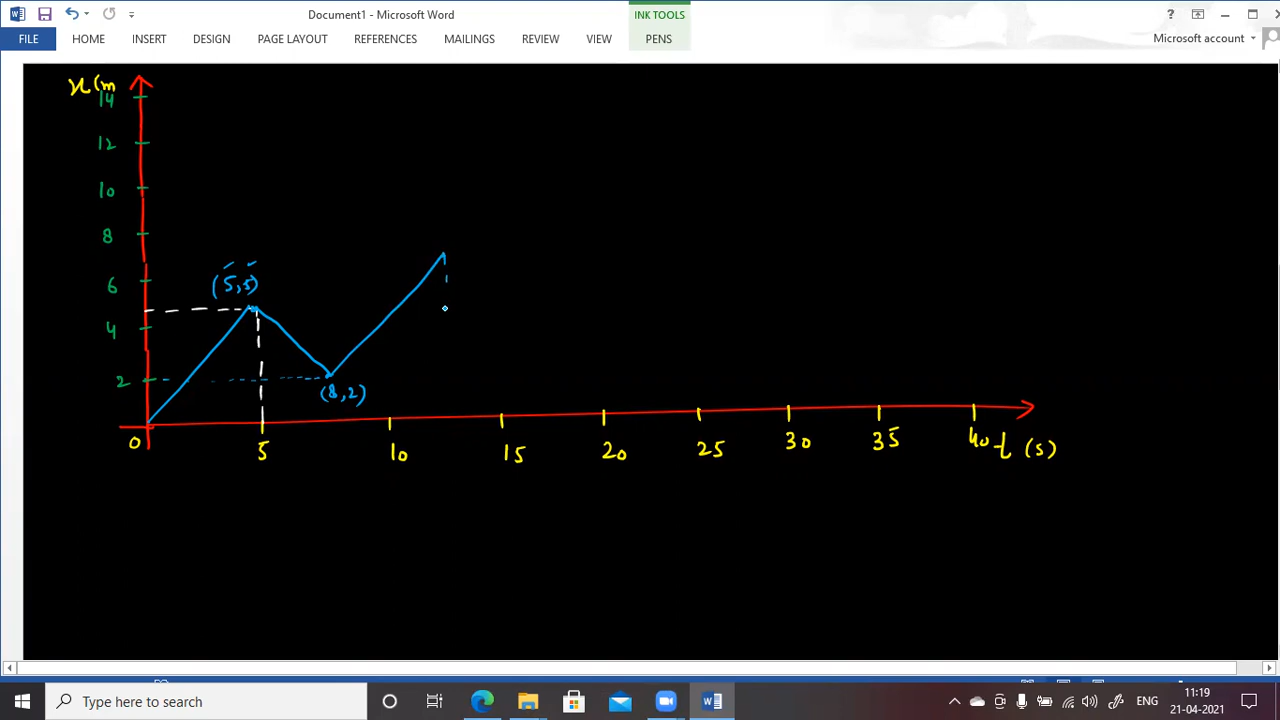 Document1 - Microsoft Word
INK TOOLS
FILE HOME INSERT DESIGN PAGE LAYOUT REFERENCES MAILINGS REVIEW VIEW PENS
Microsoft account
x(m
14
12
10
8
6
(5,5)
4
2
(8,2)
0
5 10 15 20 25 30 35 40 t (s)
Type here to search
ENG
11:19
21-04-2021